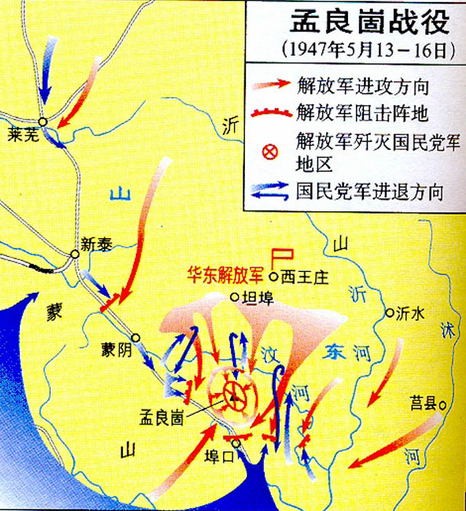 孟良崮战役
(1947年5月13－16日)
解放军进攻方向
解放军阻击阵地
解放军歼灭国民党军
地区
国民党军进退方向
莱芜
沂
山
新泰
山
华东解放军
西王庄
坦埠
沂
沂水
沭
蒙
蒙阴
汶
东
河
河
莒县
孟良崮
山
埠口
河